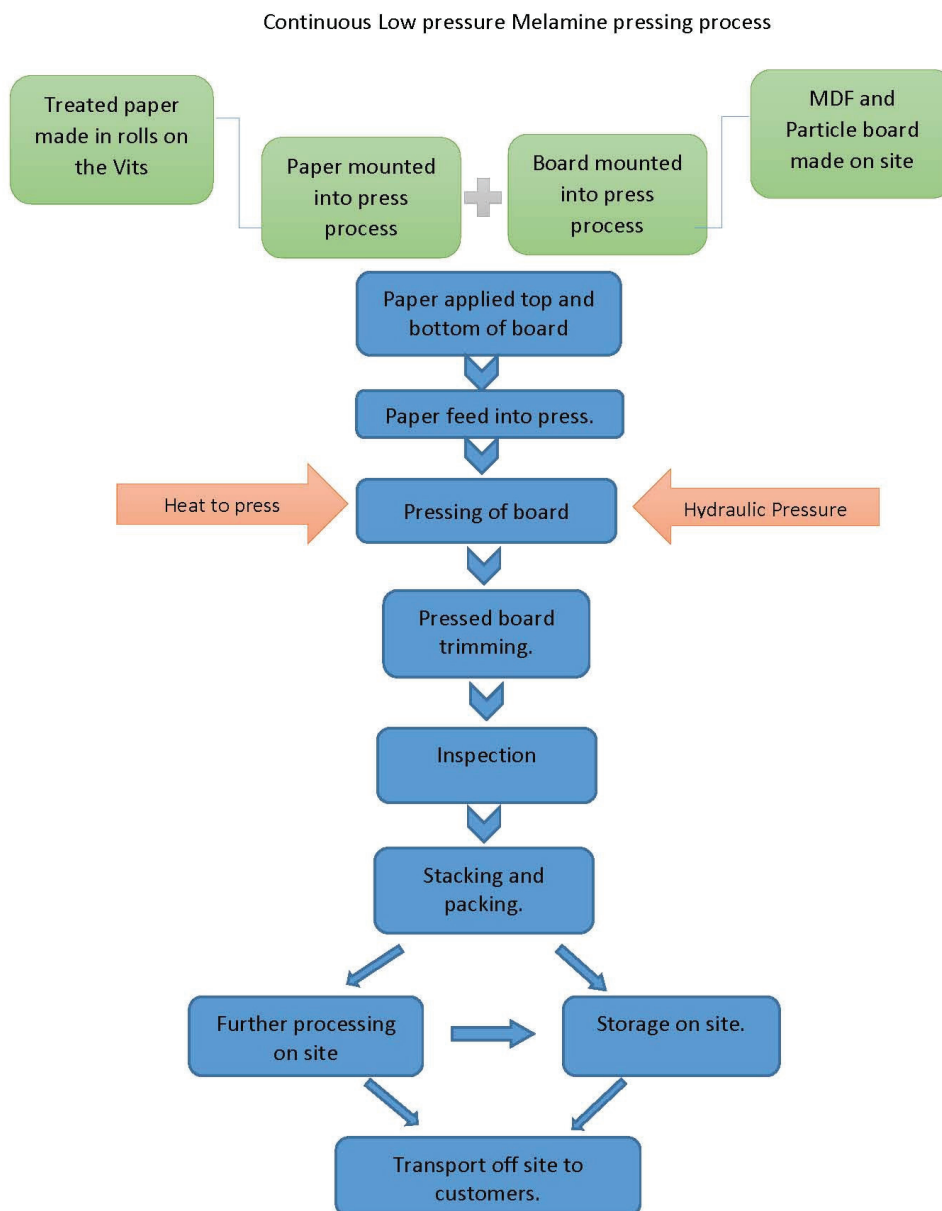 Continuous Low pressure Melamine pressing process
Treated paper
made in rolls on
the Vits
Paper mounted
into press
process
Board mounted
into press
process
MDF and
Particle board
made on site
Paper applied top and
bottom of board
Paper feed into press.
Heat to press
Pressing of board
Hydraulic Pressure
Pressed board
trimming.
Inspection
Stacking and
packing.
Further processing
on site
Storage on site.
Transport off site to
customers.